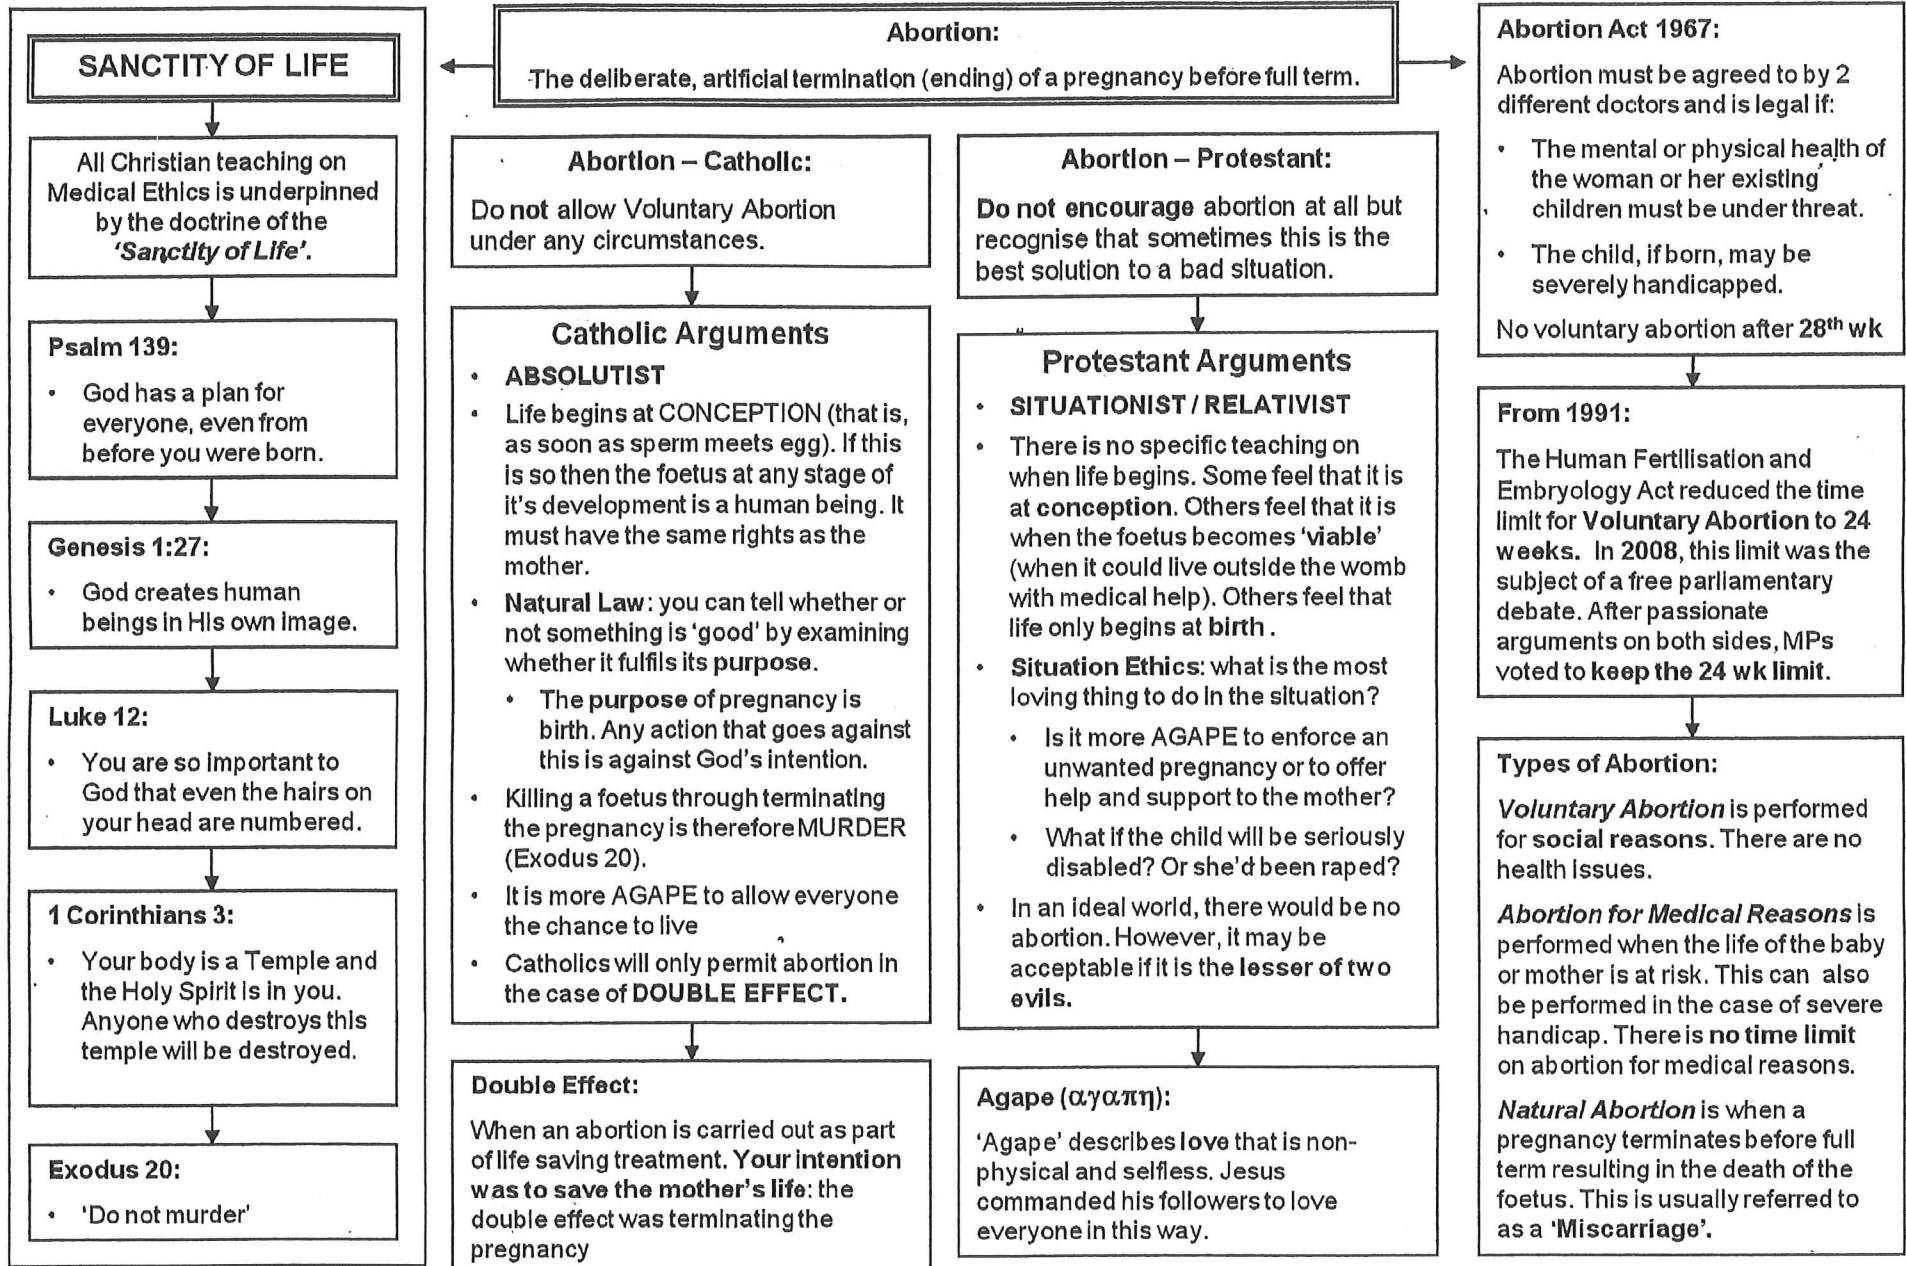 SANCTITY OF LIFE
All Christian teaching on
Medical Ethics is underpinned
by the doctrine of the
'Sanctity of Life'.
Psalm 139:
• God has a plan for
everyone, even from
before you were born.
Genesis 1:27:
• God creates human
beings in His own image.
Luke 12:
• You are so important to
God that even the hairs on
your head are numbered.
1 Corinthians 3:
• Your body is a Temple and
the Holy Spirit is in you.
Anyone who destroys this
temple will be destroyed.
Exodus 20:
• 'Do not murder'
Abortion:
The deliberate, artificial termination (ending) of a pregnancy before full term.
Abortion – Catholic:
Do not allow Voluntary Abortion
under any circumstances.
Catholic Arguments
• ABSOLUTIST
• Life begins at CONCEPTION (that is,
as soon as sperm meets egg). If this
is so then the foetus at any stage of
it's development is a human being. It
must have the same rights as the
mother.
• Natural Law: you can tell whether or
not something is 'good' by examining
whether it fulfils its purpose.
• The purpose of pregnancy is
birth. Any action that goes against
this is against God's intention.
• Killing a foetus through terminating
the pregnancy is therefore MURDER
(Exodus 20).
• It is more AGAPE to allow everyone
the chance to live
• Catholics will only permit abortion in
the case of DOUBLE EFFECT.
Double Effect:
When an abortion is carried out as part
of life saving treatment. Your intention
was to save the mother's life: the
double effect was terminating the
pregnancy
Abortion – Protestant:
Do not encourage abortion at all but
recognise that sometimes this is the
best solution to a bad situation.
Protestant Arguments
• SITUATIONIST / RELATIVIST
• There is no specific teaching on
when life begins. Some feel that it is
at conception. Others feel that it is
when the foetus becomes 'viable'
(when it could live outside the womb
with medical help). Others feel that
life only begins at birth .
• Situation Ethics: what is the most
loving thing to do in the situation?
• Is it more AGAPE to enforce an
unwanted pregnancy or to offer
help and support to the mother?
• What if the child will be seriously
disabled? Or she'd been raped?
• In an ideal world, there would be no
abortion. However, it may be
acceptable if it is the lesser of two
evils.
Agape (αγαπη):
'Agape' describes love that is non-
physical and selfless. Jesus
commanded his followers to love
everyone in this way.
Abortion Act 1967:
Abortion must be agreed to by 2
different doctors and is legal if:
• The mental or physical health of
the woman or her existing
children must be under threat.
• The child, if born, may be
severely handicapped.
No voluntary abortion after 28th wk
From 1991:
The Human Fertilisation and
Embryology Act reduced the time
limit for Voluntary Abortion to 24
weeks. In 2008, this limit was the
subject of a free parliamentary
debate. After passionate
arguments on both sides, MPs
voted to keep the 24 wk limit.
Types of Abortion:
Voluntary Abortion is performed
for social reasons. There are no
health issues.
Abortion for Medical Reasons is
performed when the life of the baby
or mother is at risk. This can also
be performed in the case of severe
handicap. There is no time limit
on abortion for medical reasons.
Natural Abortion is when a
pregnancy terminates before full
term resulting in the death of the
foetus. This is usually referred to
as a 'Miscarriage'.